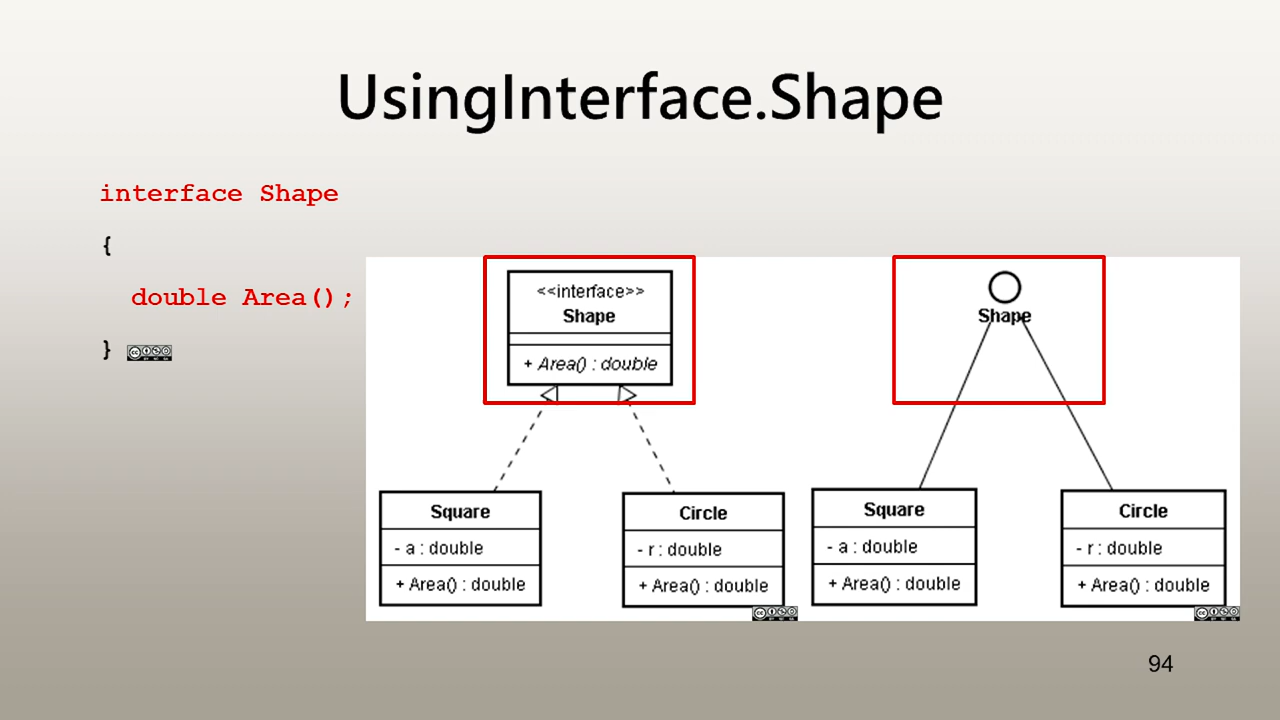 UsingInterface.Shape
interface Shape
{
double Area();
}
<<interface>>
Shape
+ Area() : double
Square
- a : double
+ Area() : double
Circle
- r : double
+ Area() : double
Shape
Square
- a : double
+ Area() : double
Circle
- r : double
+ Area() : double
94